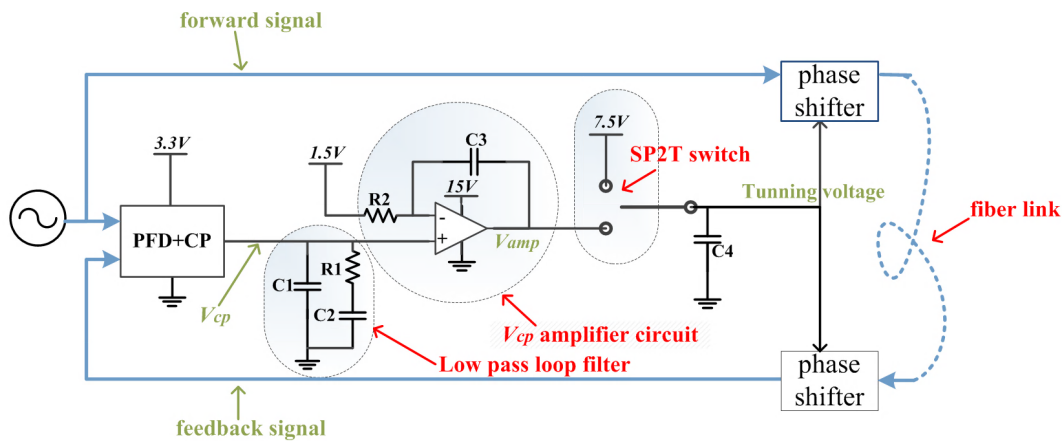 forward signal
phase
shifter
3.3V
1.5V
C3
7.5V
SP2T switch
15V
R2
-
+
Tunning voltage
fiber link
PFD+CP
Vamp
C4
R1
C1
C2
Vcp
Vcp amplifier circuit
Low pass loop filter
phase
shifter
feedback signal